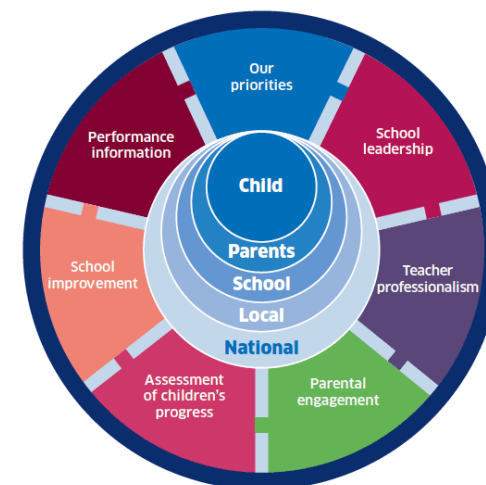 Our
priorities
School
leadership
Teacher
professionalism
Parental
engagement
Assessment
of children's
progress
School
improvement
Performance
information
Child
Parents
School
Local
National